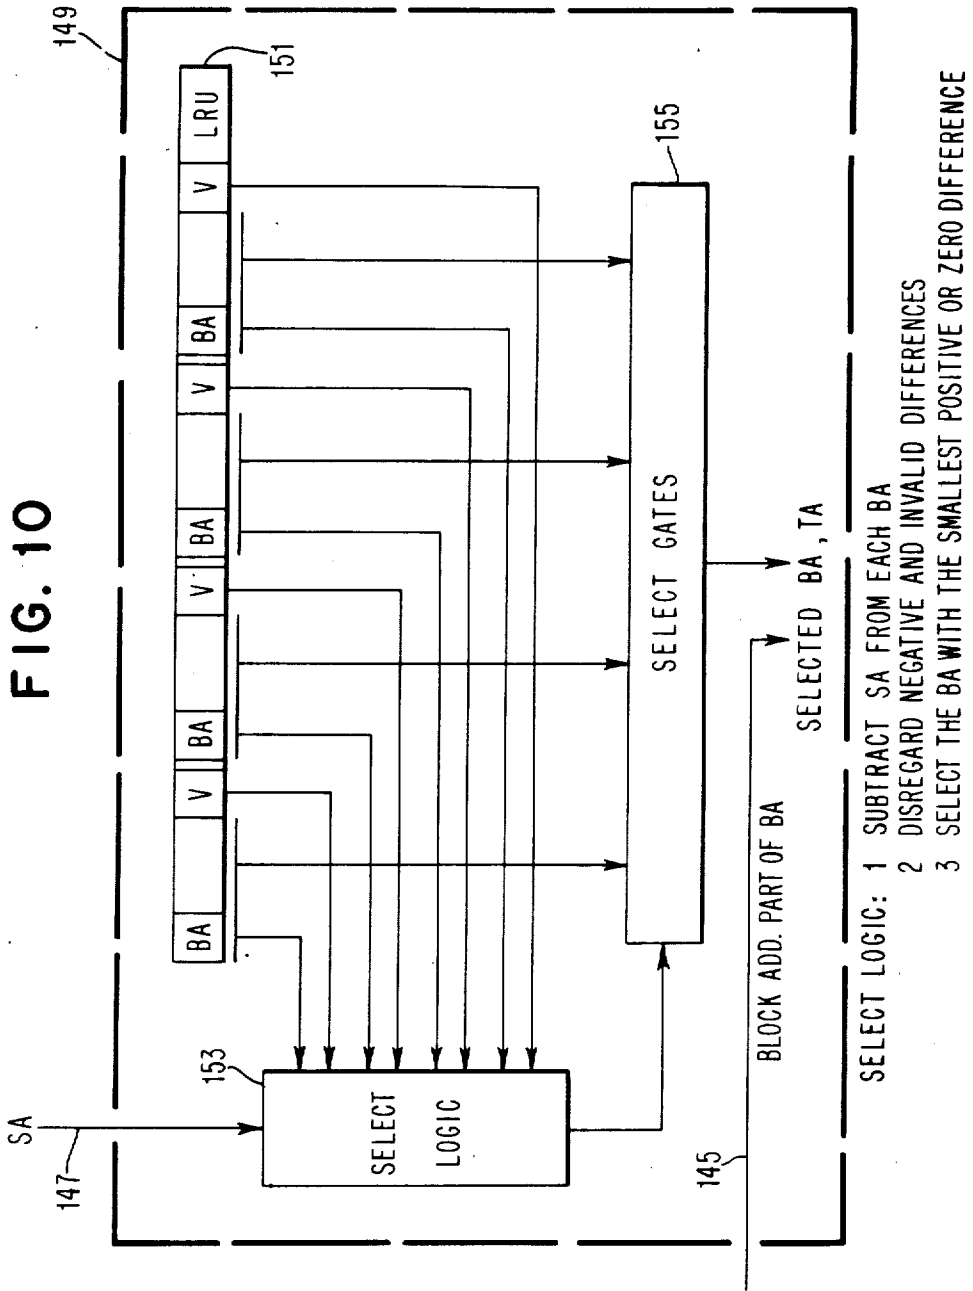 FIG. 10
149
BA V BA V BA V BA V LRU
151
SA
147
153
SELECT
LOGIC
155
SELECT GATES
145
BLOCK ADD. PART OF BA
SELECTED BA, TA
SELECT LOGIC: 1 SUBTRACT SA FROM EACH BA
2 DISREGARD NEGATIVE AND INVALID DIFFERENCES
3 SELECT THE BA WITH THE SMALLEST POSITIVE OR ZERO DIFFERENCE